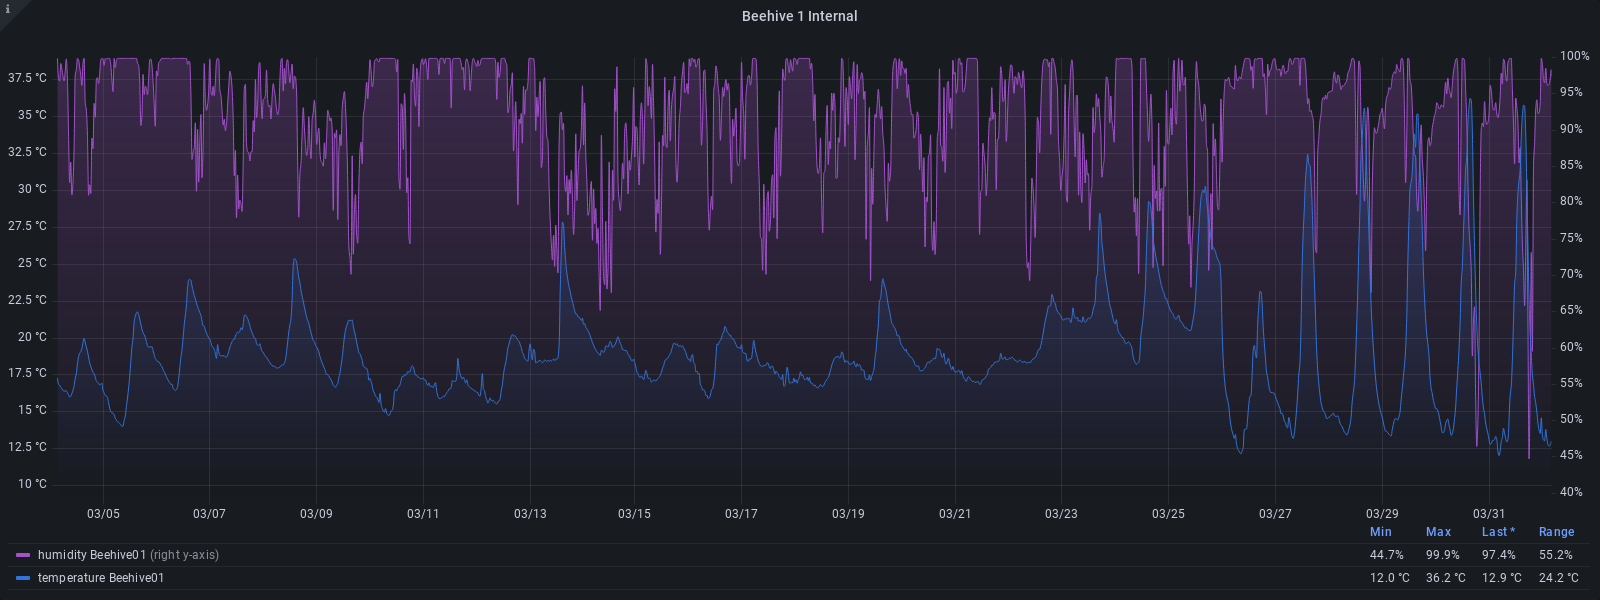 i
Beehive 1 Internal
37.5 °C
35 °C
32.5 °C
30 °C
27.5 °C
25 °C
22.5 °C
20 °C
17.5 °C
15 °C
12.5 °C
10 °C
100%
95%
90%
85%
80%
75%
70%
65%
60%
55%
50%
45%
40%
03/05 03/07 03/09 03/11 03/13 03/15 03/17 03/19 03/21 03/23 03/25 03/27 03/29 03/31
Min Max Last * Range
humidity Beehive01 (right y-axis) 44.7% 99.9% 97.4% 55.2%
temperature Beehive01 12.0 °C 36.2 °C 12.9 °C 24.2 °C